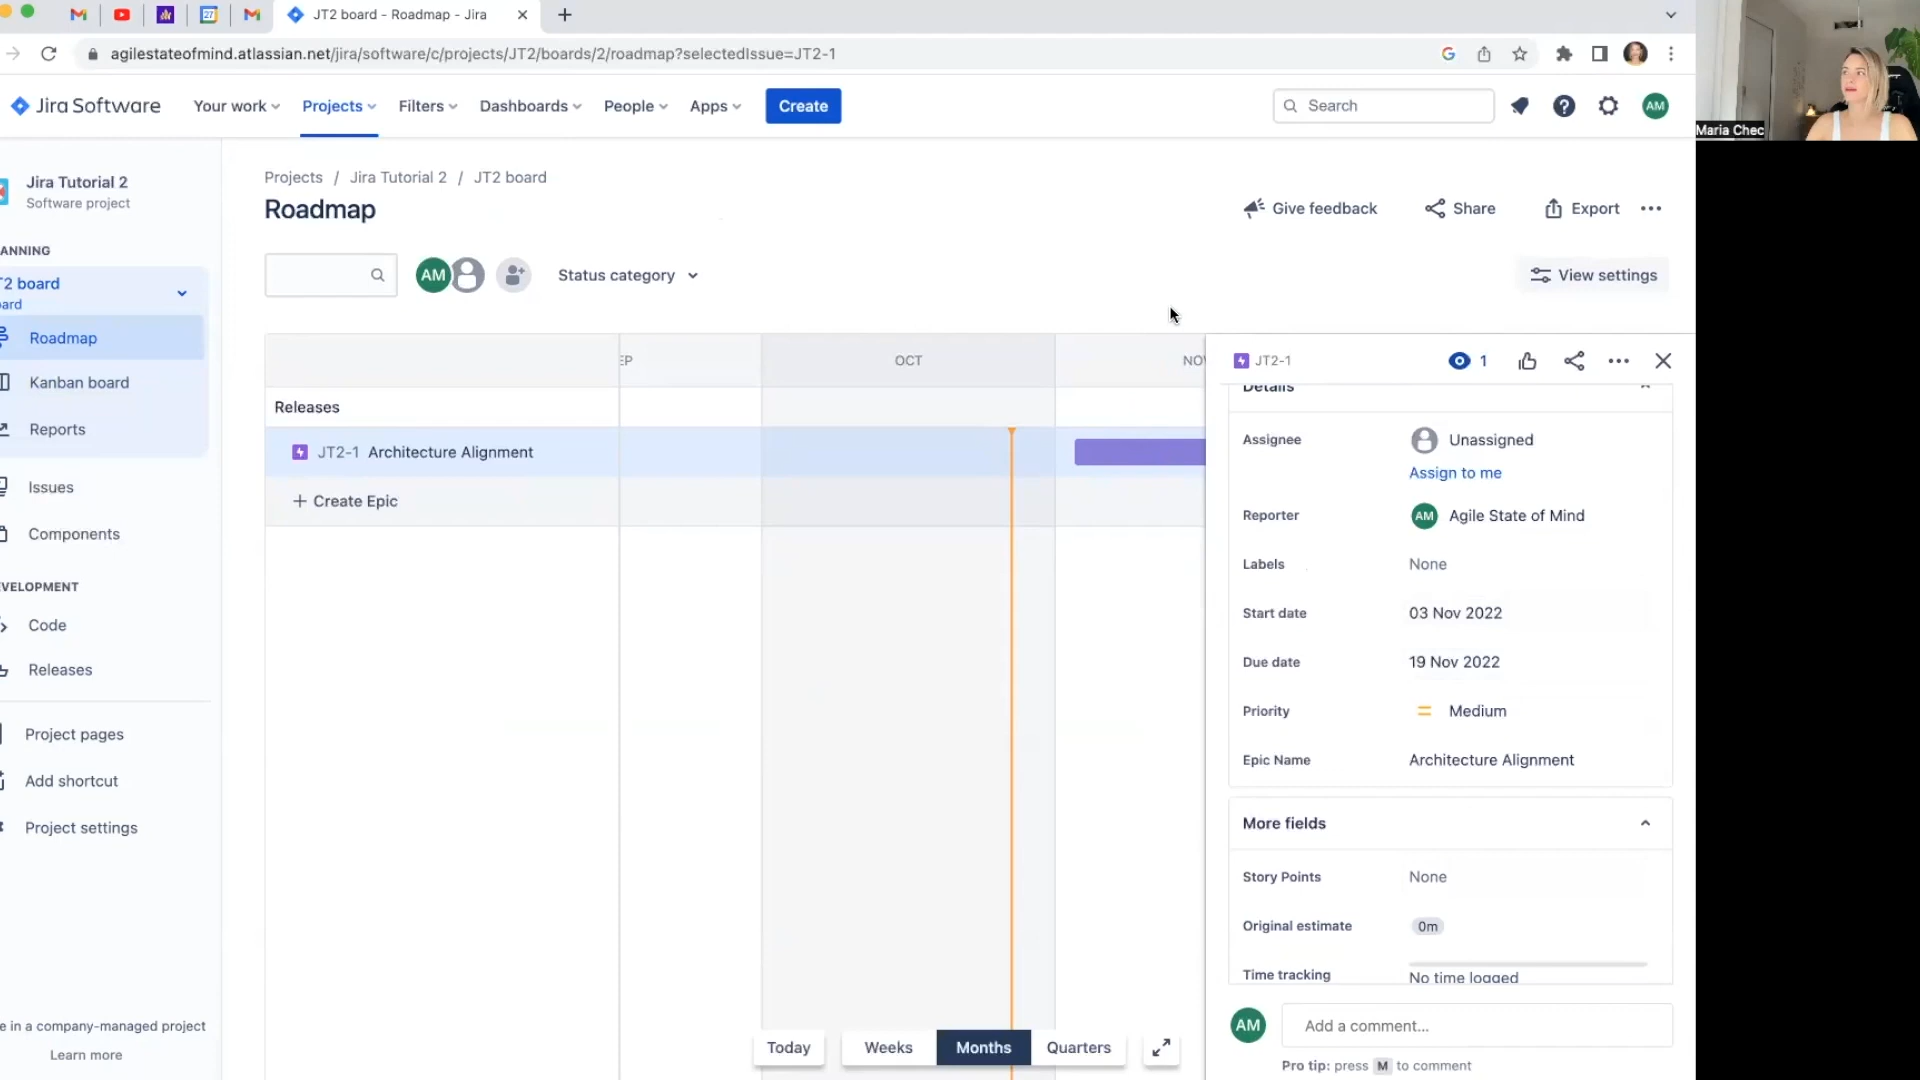 JT2 board - Roadmap - Jira
agilestateofmind.atlassian.net/jira/software/c/projects/JT2/boards/2/roadmap?selectedIssue=JT2-1
Jira Software
Your work
Projects
Filters
Dashboards
People
Apps
Create
Search
AM
Maria Chec
Jira Tutorial 2
Software project
ANNING
T2 board
ard
Roadmap
Kanban board
Reports
Issues
Components
EVELOPMENT
Code
Releases
Project pages
Add shortcut
Project settings
e in a company-managed project
Learn more
Projects / Jira Tutorial 2 / JT2 board
Roadmap
Give feedback
Share
Export
AM
Status category
View settings
EP
OCT
NOV
Releases
JT2-1 Architecture Alignment
+ Create Epic
Today
Weeks
Months
Quarters
JT2-1
1
Details
Assignee
Unassigned
Assign to me
Reporter
AM Agile State of Mind
Labels
None
Start date
03 Nov 2022
Due date
19 Nov 2022
Priority
Medium
Epic Name
Architecture Alignment
More fields
Story Points
None
Original estimate
0m
Time tracking
No time logged
AM
Add a comment...
Pro tip: press M to comment